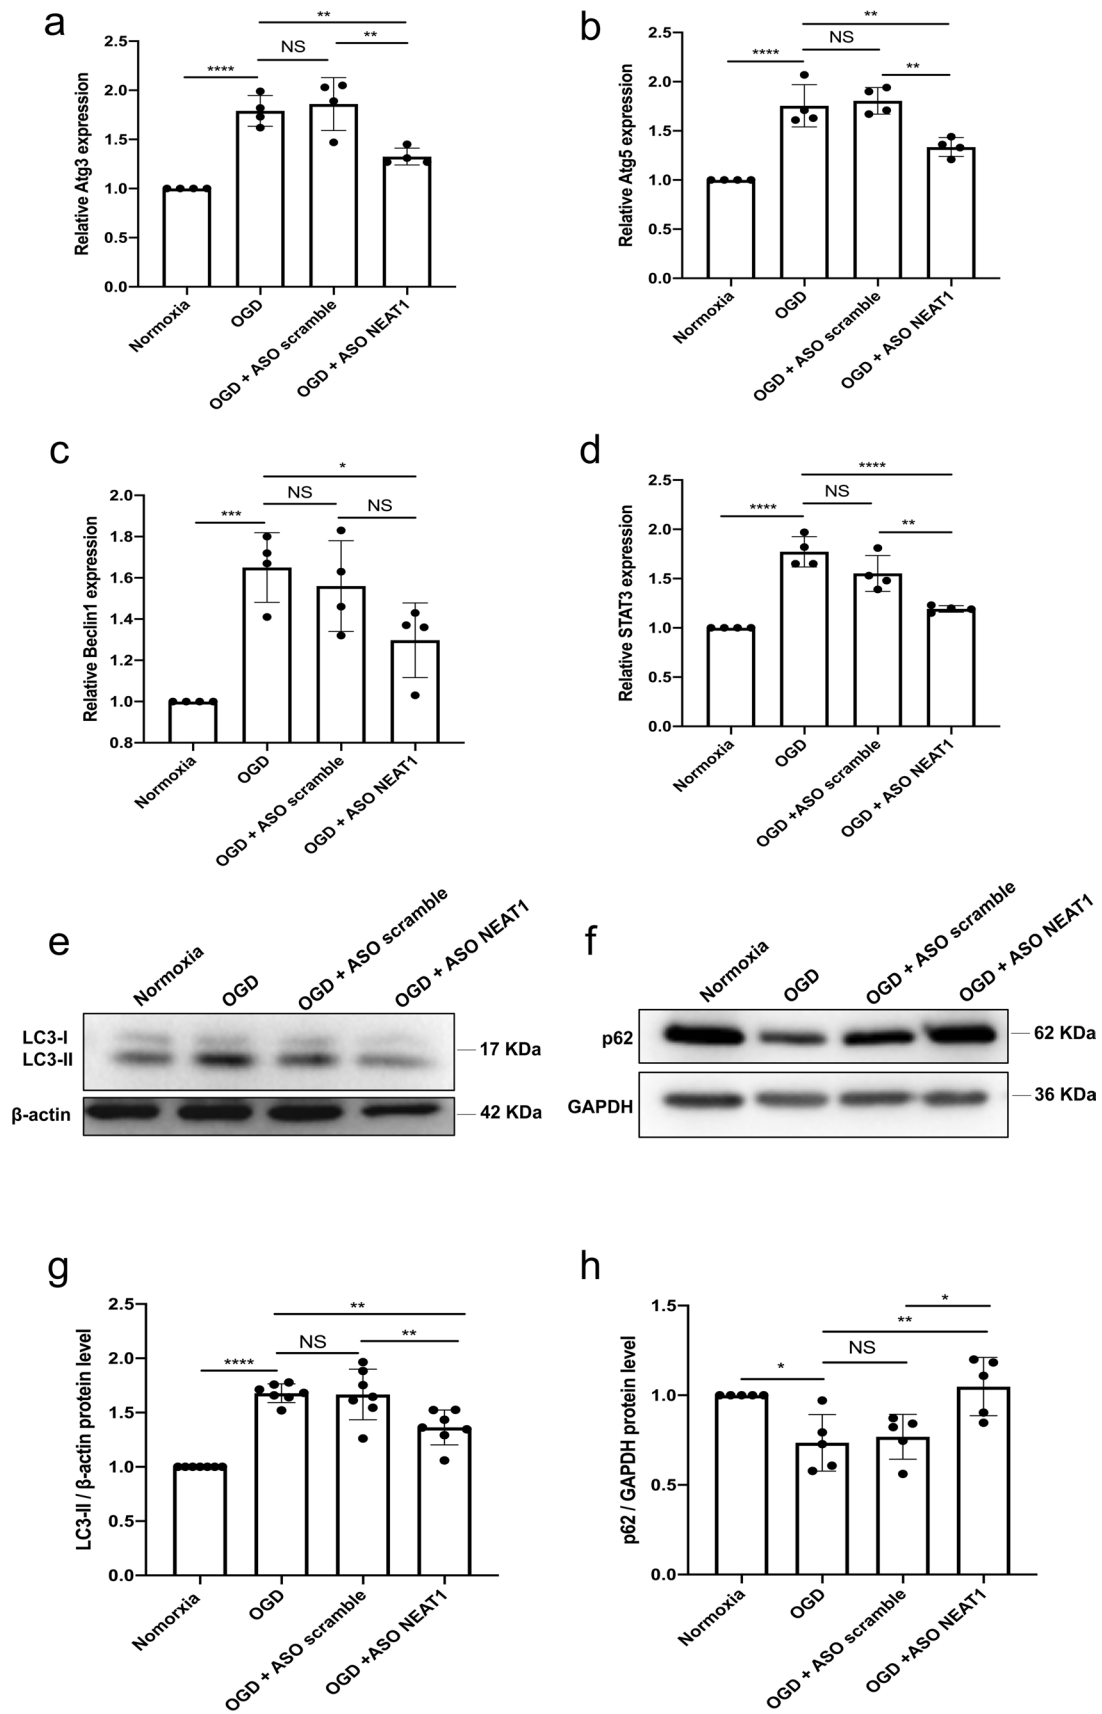 a
Relative Atg3 expression
2.5
2.0
1.5
1.0
0.5
0.0
****
NS
**
**
Normoxia
OGD
OGD + ASO scramble
OGD + ASO NEAT1
b
Relative Atg5 expression
2.5
2.0
1.5
1.0
0.5
0.0
****
NS
**
**
Normoxia
OGD
OGD + ASO scramble
OGD + ASO NEAT1
c
Relative Beclin1 expression
2.0
1.8
1.6
1.4
1.2
1.0
0.8
***
NS
*
NS
Normoxia
OGD
OGD + ASO scramble
OGD + ASO NEAT1
d
Relative STAT3 expression
2.5
2.0
1.5
1.0
0.5
0.0
****
NS
****
**
Normoxia
OGD
OGD +ASO scramble
OGD + ASO NEAT1
e
Normoxia
OGD
OGD + ASO scramble
OGD + ASO NEAT1
LC3-I
LC3-II
17 KDa
β-actin
42 KDa
f
Normoxia
OGD
OGD + ASO scramble
OGD + ASO NEAT1
p62
62 KDa
GAPDH
36 KDa
g
LC3-II / β-actin protein level
2.5
2.0
1.5
1.0
0.5
0.0
****
NS
**
**
Nomorxia
OGD
OGD + ASO scramble
OGD +ASO NEAT1
h
p62 / GAPDH protein level
1.5
1.0
0.5
0.0
*
NS
**
*
Normoxia
OGD
OGD + ASO scramble
OGD +ASO NEAT1